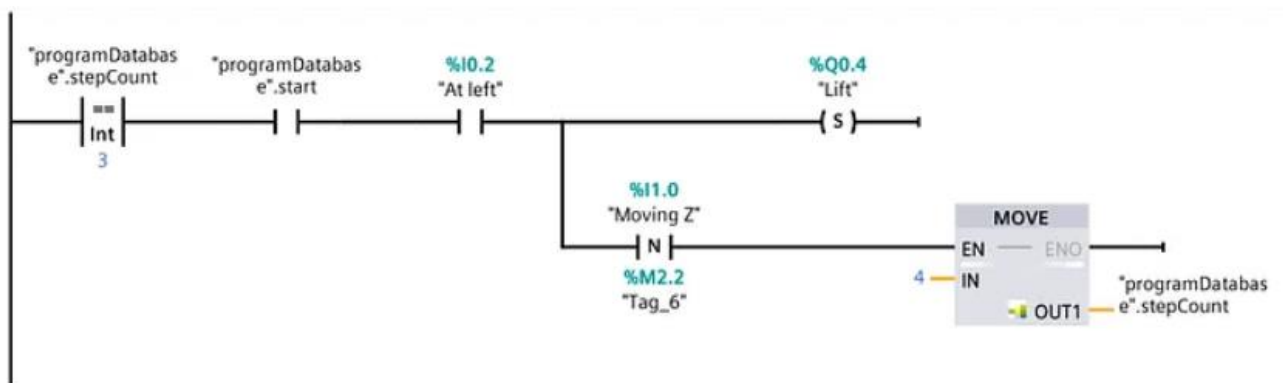 "programDatabas
e".stepCount
==
Int
3
"programDatabas
e".start
%I0.2
"At left"
%Q0.4
"Lift"
S
%I1.0
"Moving Z"
N
%M2.2
"Tag_6"
MOVE
EN
ENO
4
IN
OUT1
"programDatabas
e".stepCount